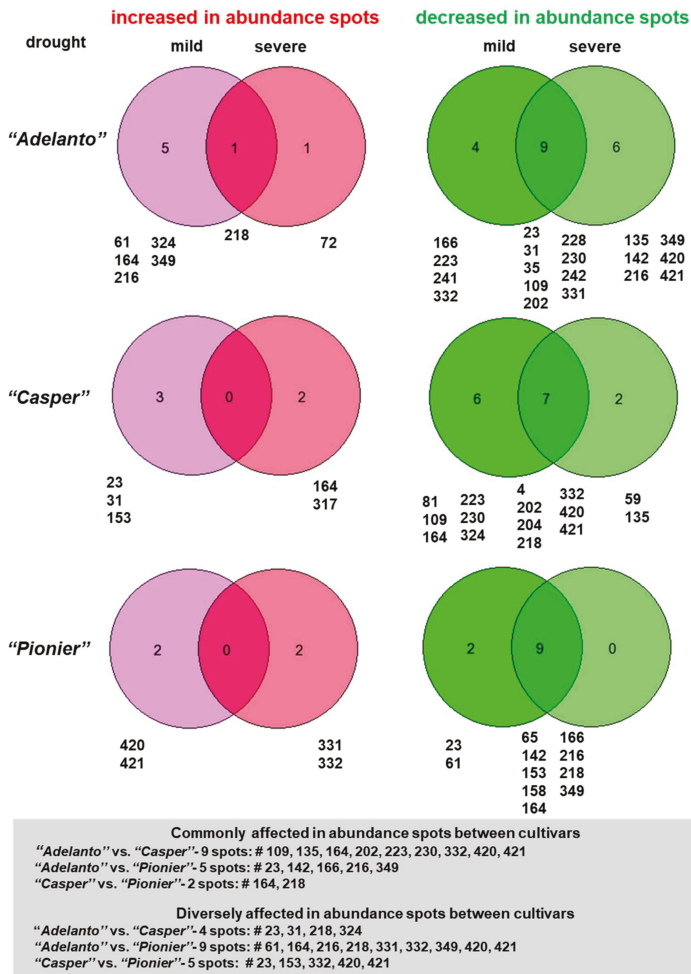 increased in abundance spots decreased in abundance spots
drought mild severe mild severe
"Adelanto" 5 1 1 4 9 6
61 324 218 72 166 23 228 135 349
164 349 223 31 230 142 420
216 241 35 242 216 421
332 109 331
202
"Casper" 3 0 2 6 7 2
23 164 81 223 4 332 59
31 317 109 230 202 420 135
153 164 324 204 421
218
"Pionier" 2 0 2 2 9 0
420 331 23 65 166
421 332 61 142 216
153 218
158 349
164
Commonly affected in abundance spots between cultivars
"Adelanto" vs. "Casper"- 9 spots: # 109, 135, 164, 202, 223, 230, 332, 420, 421
"Adelanto" vs. "Pionier"- 5 spots: # 23, 142, 166, 216, 349
"Casper" vs. "Pionier"- 2 spots: # 164, 218
Diversely affected in abundance spots between cultivars
"Adelanto" vs. "Casper"- 4 spots: # 23, 31, 218, 324
"Adelanto" vs. "Pionier"- 9 spots: # 61, 164, 216, 218, 331, 332, 349, 420, 421
"Casper" vs. "Pionier"- 5 spots: # 23, 153, 332, 420, 421